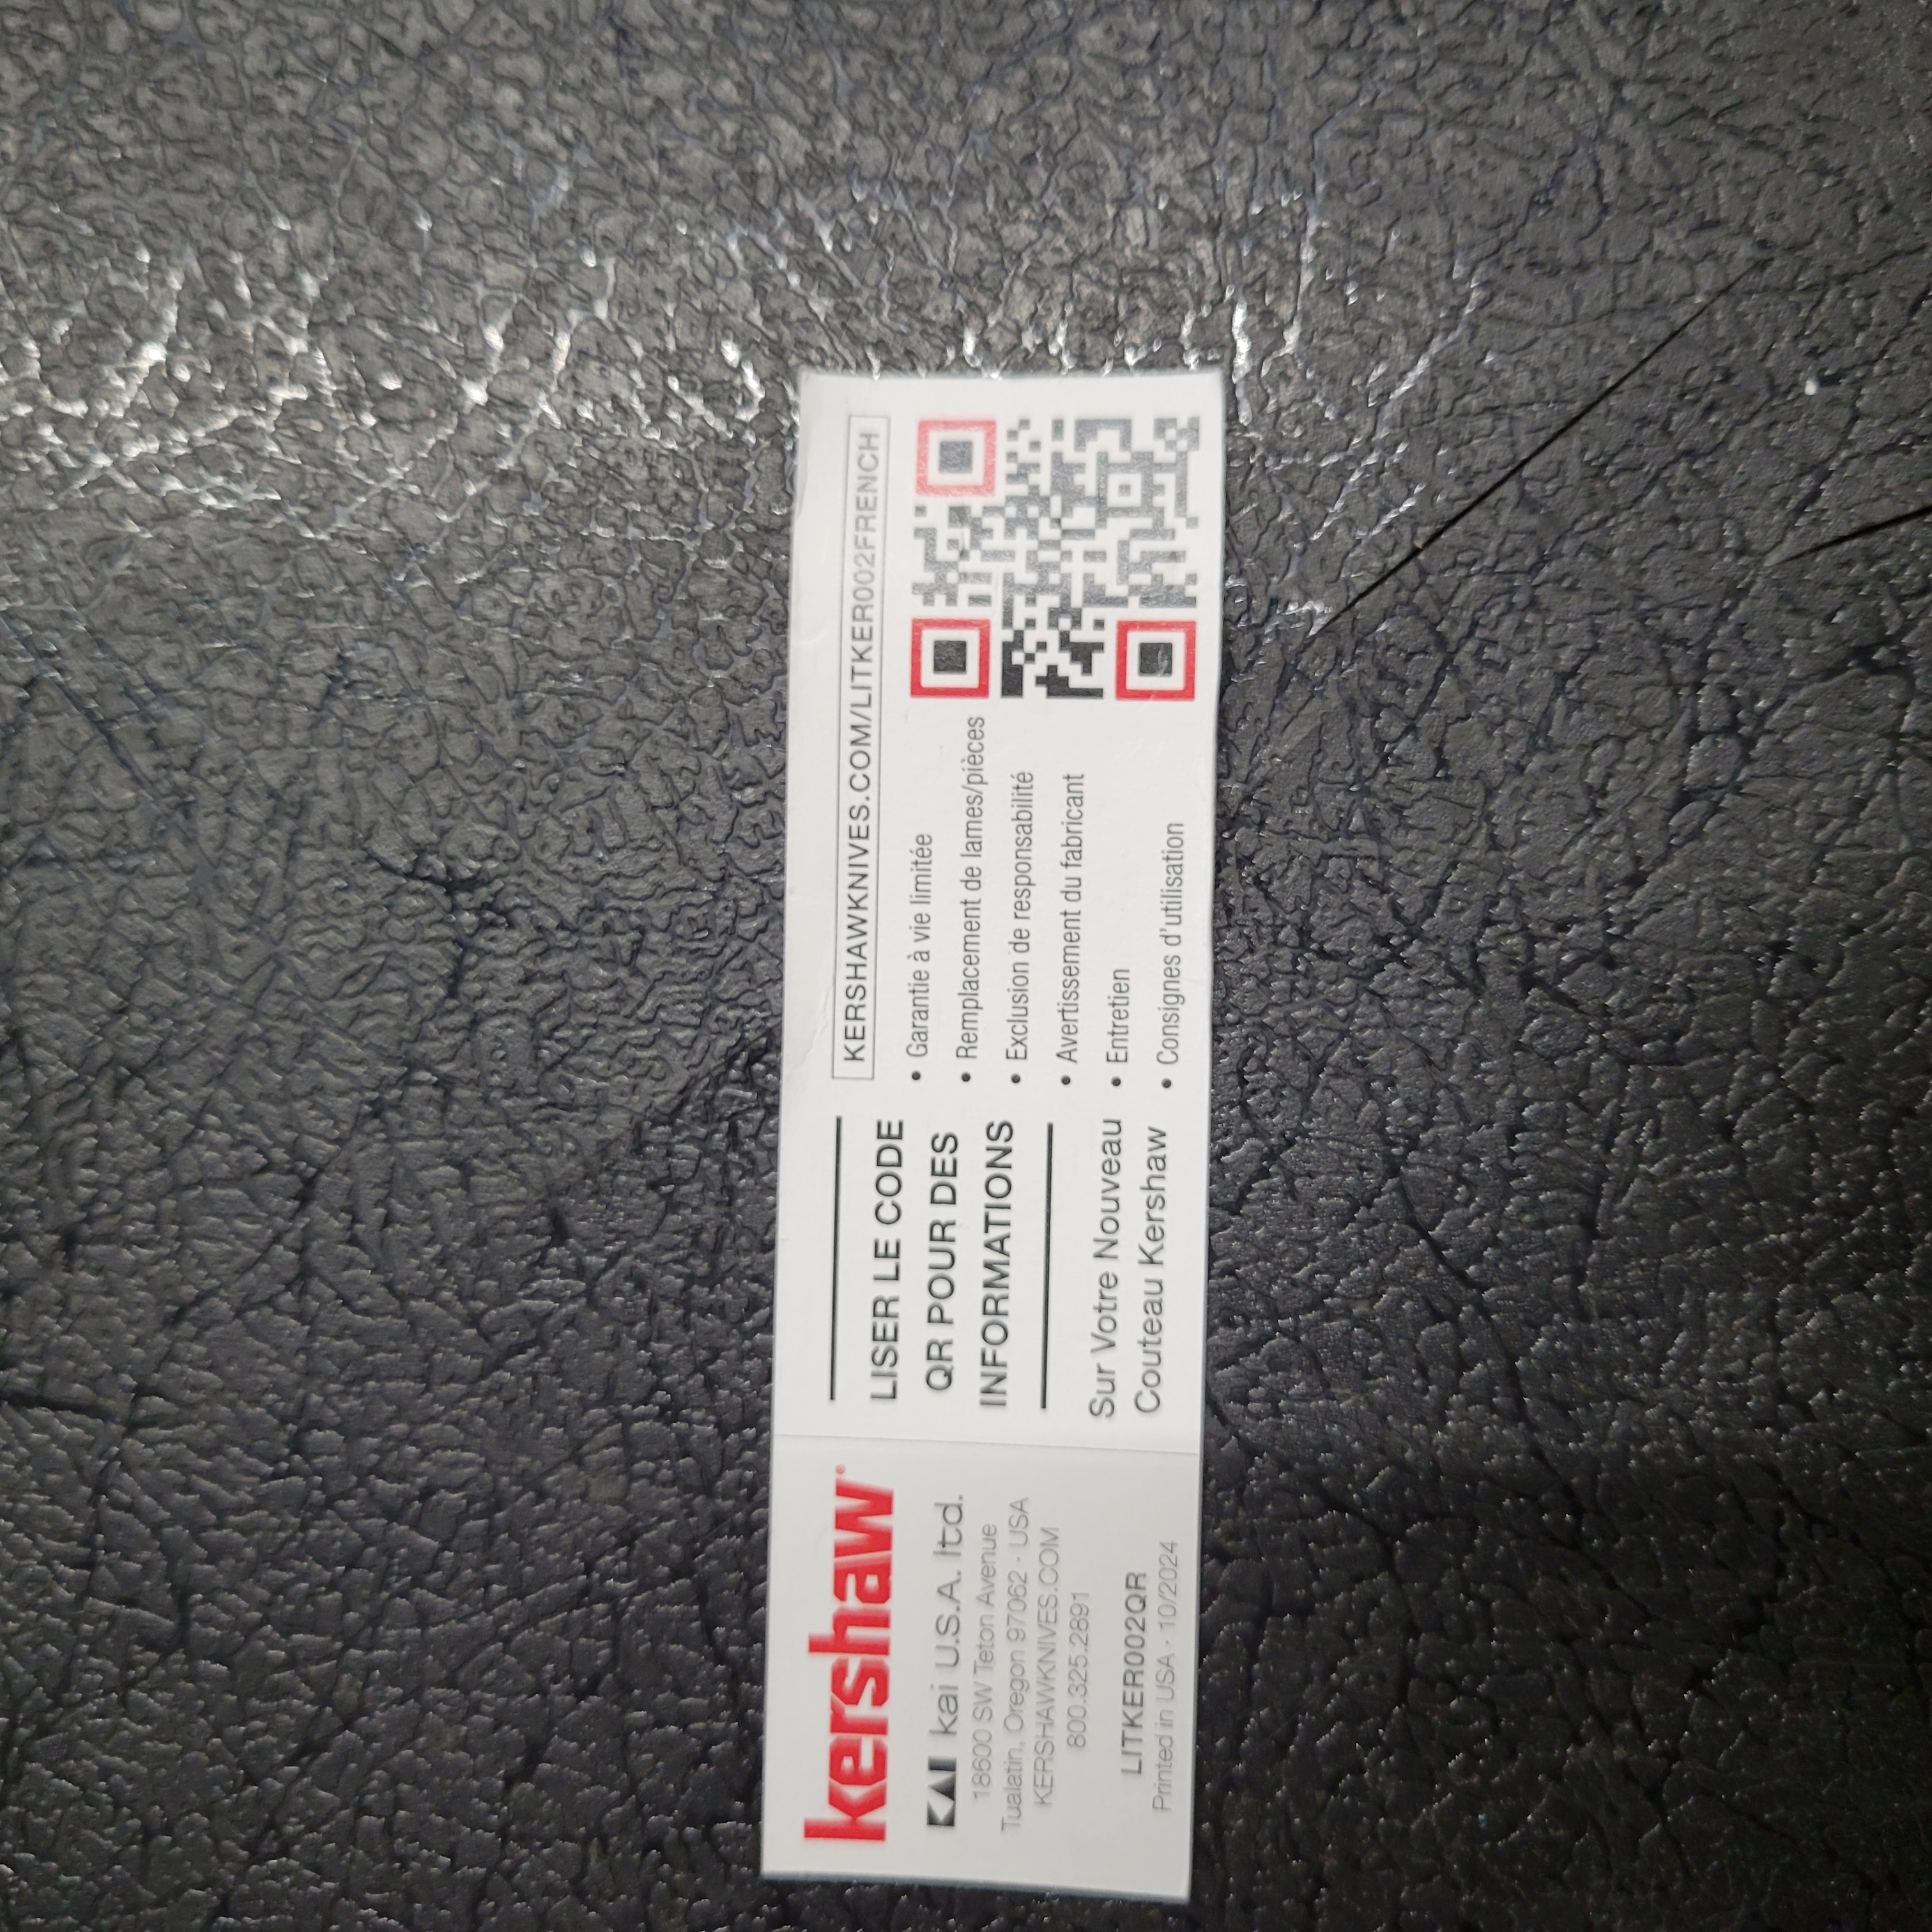 kershaw®
KAI kai U.S.A. ltd.
18600 SW Teton Avenue
Tualatin, Oregon 97062 · USA
KERSHAWKNIVES.COM
800.325.2891
LITKER002QR
Printed in USA · 10/2024
LISER LE CODE
QR POUR DES
INFORMATIONS
Sur Votre Nouveau
Couteau Kershaw
KERSHAWKNIVES.COM/LITKER002FRENCH
• Garantie à vie limitée
• Remplacement de lames/pièces
• Exclusion de responsabilité
• Avertissement du fabricant
• Entretien
• Consignes d'utilisation